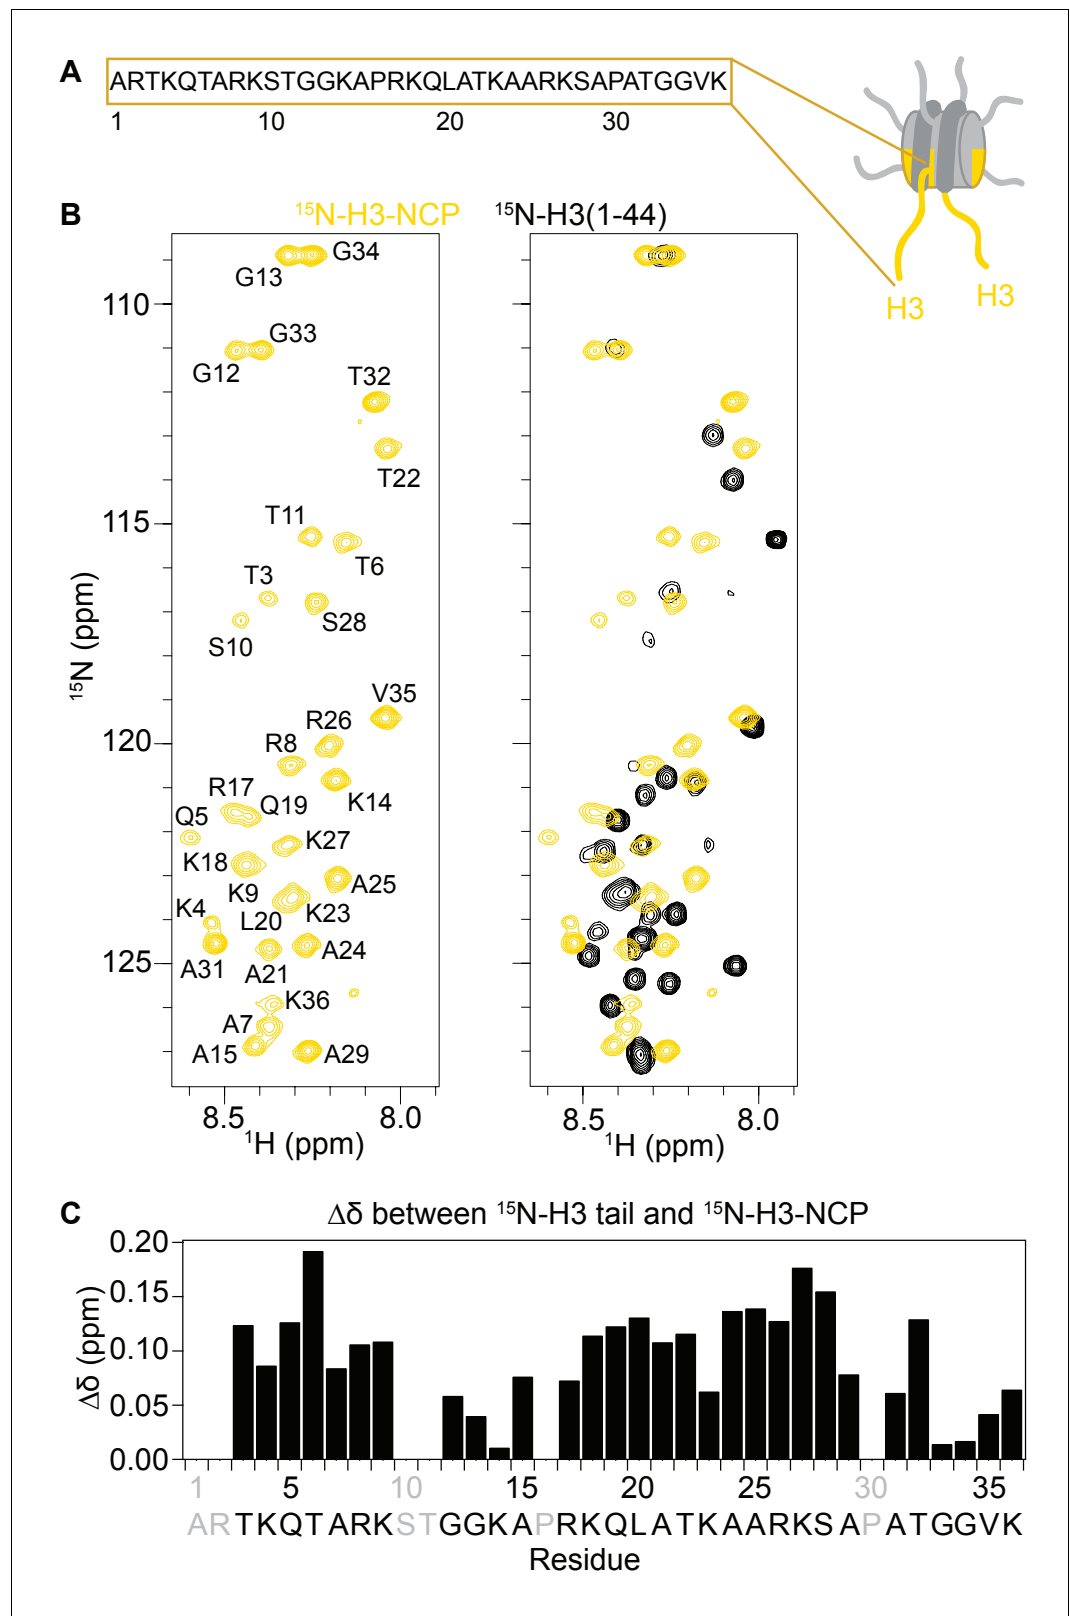 A
ARTKQTARKSTGGKAPRKQLATKAARKSAPATGGVK
1 10 20 30
H3 H3
B
¹⁵N-H3-NCP ¹⁵N-H3(1-44)
G34
G13
110
G33
G12
T32
T22
115
T11
T6
T3
S28
S10
¹⁵N (ppm)
V35
R26
120
R8
K14
R17
Q19
Q5
K27
K18
A25
K9
K23
K4
L20
A24
125
A31
A21
K36
A7
A15
A29
8.5 8.0 8.5 8.0
¹H (ppm) ¹H (ppm)
C
Δδ between ¹⁵N-H3 tail and ¹⁵N-H3-NCP
0.20
0.15
0.10
0.05
0.00
Δδ (ppm)
1 5 10 15 20 25 30 35
ARTKQTARKSTGGKAPRKQLATKAARKSAPATGGVK
Residue